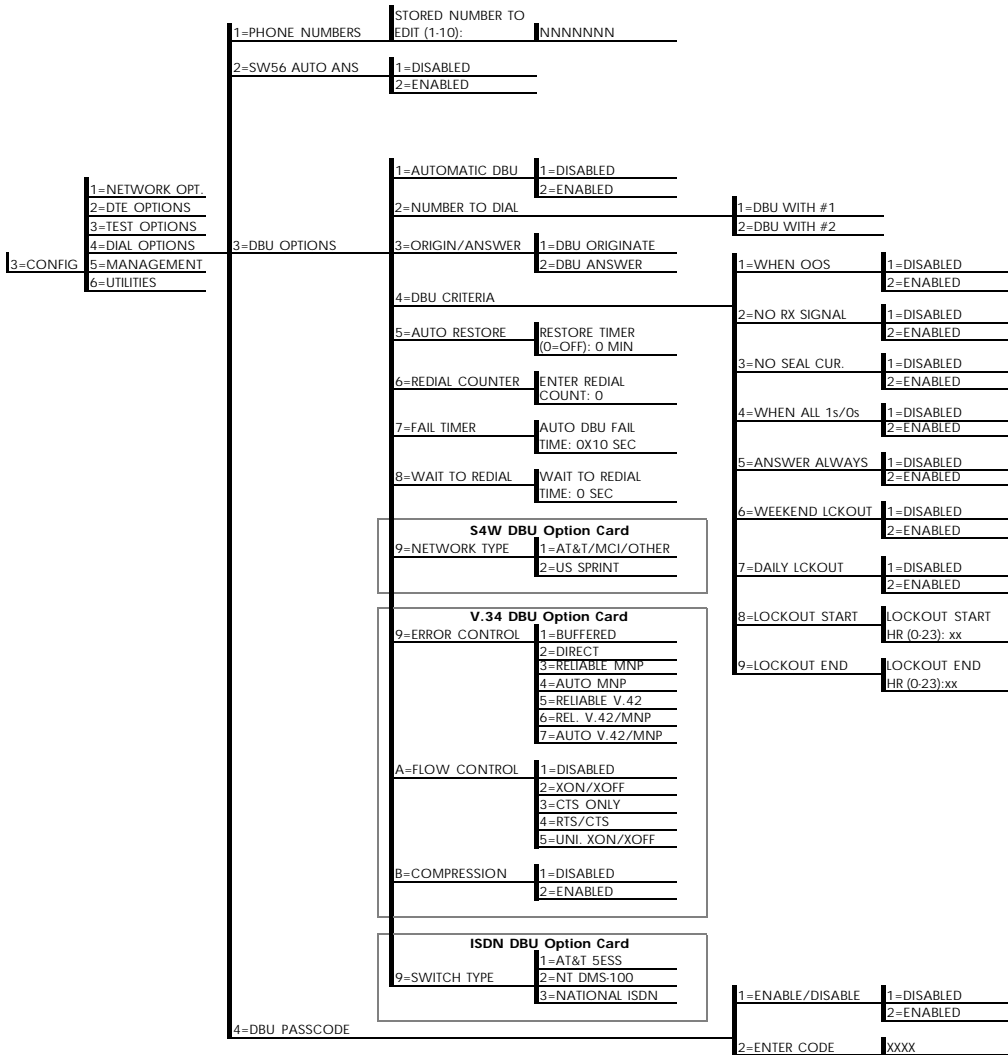 STORED NUMBER TO
1=PHONE NUMBERS
EDIT (1-10):
NNNNNNN
2=SW56 AUTO ANS
1=DISABLED
2=ENABLED
3=CONFIG
1=NETWORK OPT.
2=DTE OPTIONS
3=TEST OPTIONS
4=DIAL OPTIONS
5=MANAGEMENT
6=UTILITIES
3=DBU OPTIONS
1=AUTOMATIC DBU
1=DISABLED
2=ENABLED
2=NUMBER TO DIAL
1=DBU WITH #1
2=DBU WITH #2
3=ORIGIN/ANSWER
1=DBU ORIGINATE
2=DBU ANSWER
4=DBU CRITERIA
1=WHEN OOS
1=DISABLED
2=ENABLED
2=NO RX SIGNAL
1=DISABLED
2=ENABLED
3=NO SEAL CUR.
1=DISABLED
2=ENABLED
4=WHEN ALL 1s/0s
1=DISABLED
2=ENABLED
5=ANSWER ALWAYS
1=DISABLED
2=ENABLED
6=WEEKEND LCKOUT
1=DISABLED
2=ENABLED
7=DAILY LCKOUT
1=DISABLED
2=ENABLED
8=LOCKOUT START
LOCKOUT START
HR (0-23): xx
9=LOCKOUT END
LOCKOUT END
HR (0-23):xx
5=AUTO RESTORE
RESTORE TIMER
(0=OFF): 0 MIN
6=REDIAL COUNTER
ENTER REDIAL
COUNT: 0
7=FAIL TIMER
AUTO DBU FAIL
TIME: 0X10 SEC
8=WAIT TO REDIAL
WAIT TO REDIAL
TIME: 0 SEC
S4W DBU Option Card
9=NETWORK TYPE
1=AT&T/MCI/OTHER
2=US SPRINT
V.34 DBU Option Card
9=ERROR CONTROL
1=BUFFERED
2=DIRECT
3=RELIABLE MNP
4=AUTO MNP
5=RELIABLE V.42
6=REL. V.42/MNP
7=AUTO V.42/MNP
A=FLOW CONTROL
1=DISABLED
2=XON/XOFF
3=CTS ONLY
4=RTS/CTS
5=UNI. XON/XOFF
B=COMPRESSION
1=DISABLED
2=ENABLED
ISDN DBU Option Card
9=SWITCH TYPE
1=AT&T 5ESS
2=NT DMS-100
3=NATIONAL ISDN
4=DBU PASSCODE
1=ENABLE/DISABLE
1=DISABLED
2=ENABLED
2=ENTER CODE
XXXX